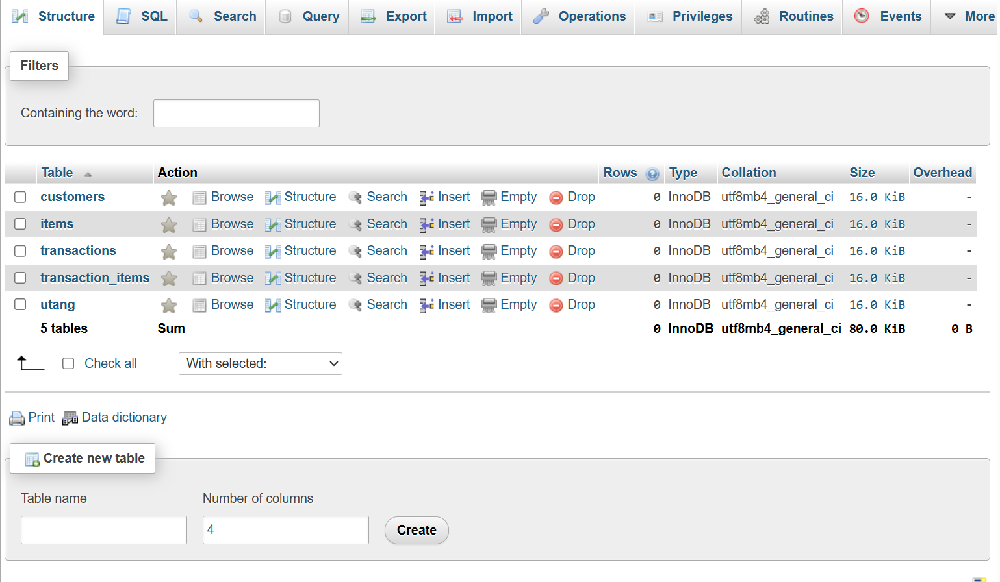 Structure SQL Search Query Export Import Operations Privileges Routines Events More
Filters
Containing the word:
Table Action Rows Type Collation Size Overhead
customers Browse Structure Search Insert Empty Drop 0 InnoDB utf8mb4_general_ci 16.0 KiB -
items Browse Structure Search Insert Empty Drop 0 InnoDB utf8mb4_general_ci 16.0 KiB -
transactions Browse Structure Search Insert Empty Drop 0 InnoDB utf8mb4_general_ci 16.0 KiB -
transaction_items Browse Structure Search Insert Empty Drop 0 InnoDB utf8mb4_general_ci 16.0 KiB -
utang Browse Structure Search Insert Empty Drop 0 InnoDB utf8mb4_general_ci 16.0 KiB -
5 tables Sum 0 InnoDB utf8mb4_general_ci 80.0 KiB 0 B
Check all With selected:
Print Data dictionary
Create new table
Table name Number of columns
4 Create